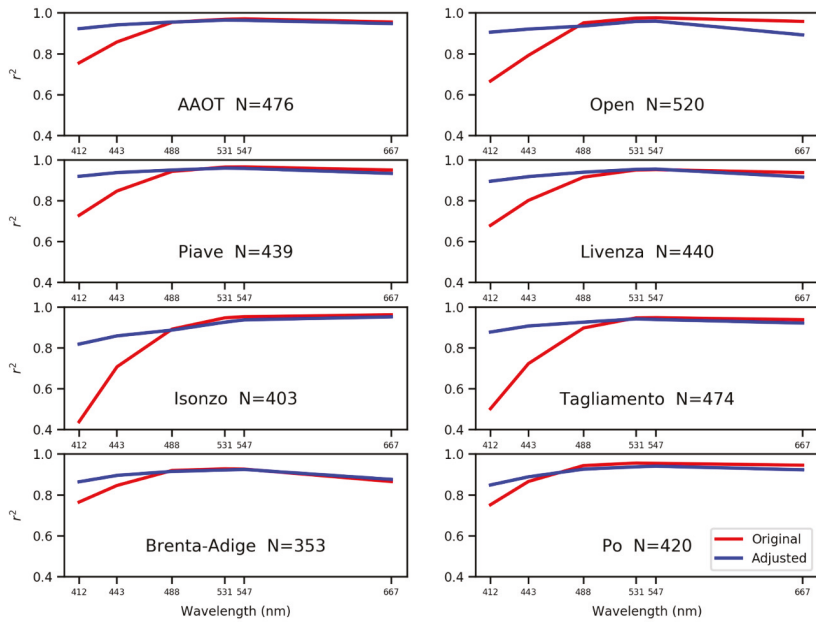 1.0
0.8
0.6
0.4
r²
AAOT N=476
412 443 488 531 547 667
1.0
0.8
0.6
0.4
Open N=520
412 443 488 531 547 667
1.0
0.8
0.6
0.4
r²
Piave N=439
412 443 488 531 547 667
1.0
0.8
0.6
0.4
Livenza N=440
412 443 488 531 547 667
1.0
0.8
0.6
0.4
r²
Isonzo N=403
412 443 488 531 547 667
1.0
0.8
0.6
0.4
Tagliamento N=474
412 443 488 531 547 667
1.0
0.8
0.6
0.4
r²
Brenta-Adige N=353
412 443 488 531 547 667
Wavelength (nm)
1.0
0.8
0.6
0.4
Po N=420
Original
Adjusted
412 443 488 531 547 667
Wavelength (nm)